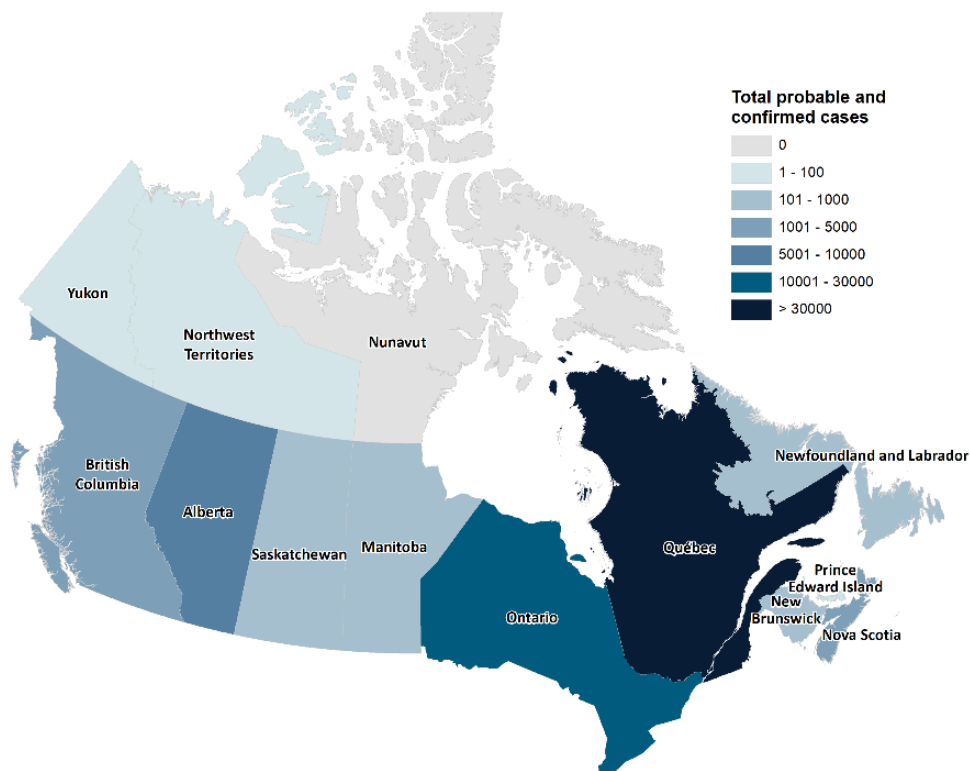 Total probable and
confirmed cases
0
1 - 100
101 - 1000
1001 - 5000
5001 - 10000
10001 - 30000
> 30000
Yukon
Northwest
Territories
Nunavut
British
Columbia
Alberta
Saskatchewan
Manitoba
Ontario
Québec
Newfoundland and Labrador
Prince
Edward Island
New
Brunswick
Nova Scotia